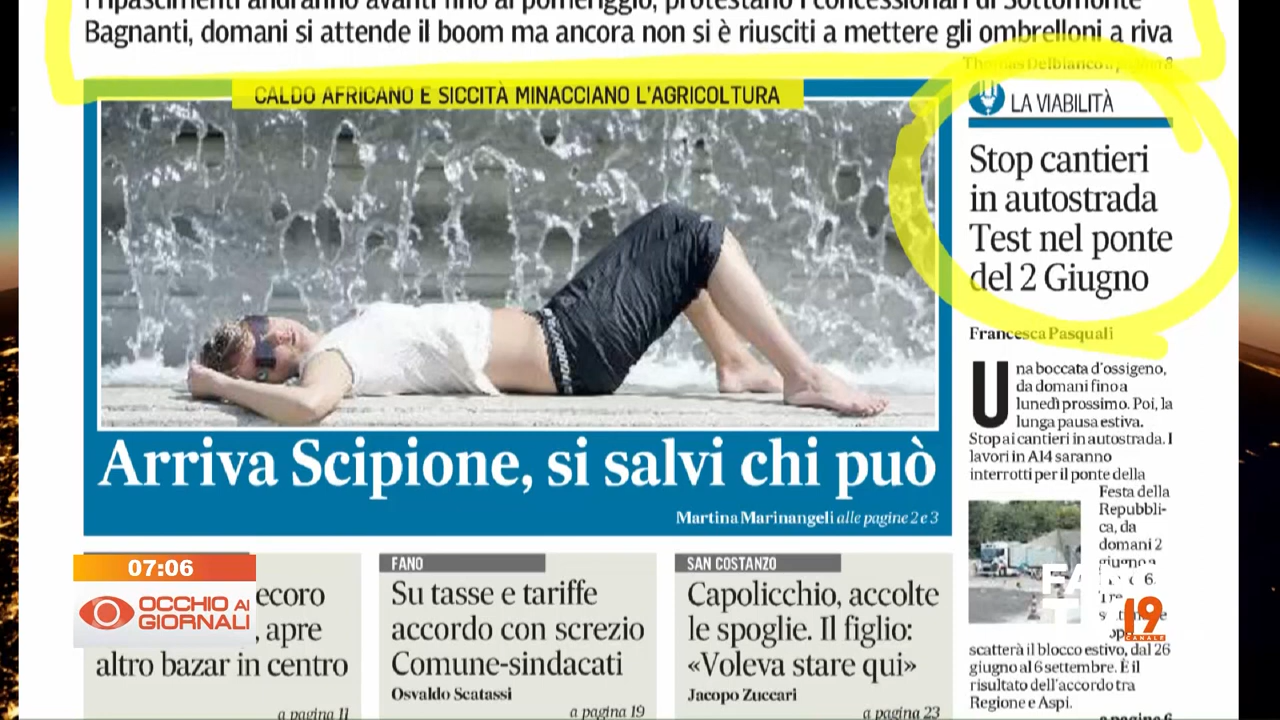 I ripascimenti andranno avanti fino al pomeriggio, protestano i concessionari di Sottomonte
Bagnanti, domani si attende il boom ma ancora non si è riusciti a mettere gli ombrelloni a riva
Thomas Delbianco a pagina 8
CALDO AFRICANO E SICCITÀ MINACCIANO L'AGRICOLTURA
Arriva Scipione, si salvi chi può
Martina Marinangeli alle pagine 2 e 3
LA VIABILITÀ
Stop cantieri
in autostrada
Test nel ponte
del 2 Giugno
Francesca Pasquali
Una boccata d'ossigeno,
da domani fino a
lunedì prossimo. Poi, la
lunga pausa estiva.
Stop ai cantieri in autostrada. I
lavori in A14 saranno
interrotti per il ponte della
Festa della
Repubbli-
ca, da
domani 2
giugno a
scatterà il blocco estivo, dal 26
giugno al 6 settembre. È il
risultato dell'accordo tra
Regione e Aspi.
a pagina 6
ecoro
, apre
altro bazar in centro
a pagina 11
FANO
Su tasse e tariffe
accordo con screzio
Comune-sindacati
Osvaldo Scatassi
a pagina 19
SAN COSTANZO
Capolicchio, accolte
le spoglie. Il figlio:
«Voleva stare qui»
Jacopo Zuccari
a pagina 23
07:06
OCCHIO AI
GIORNALI
19
CANALE